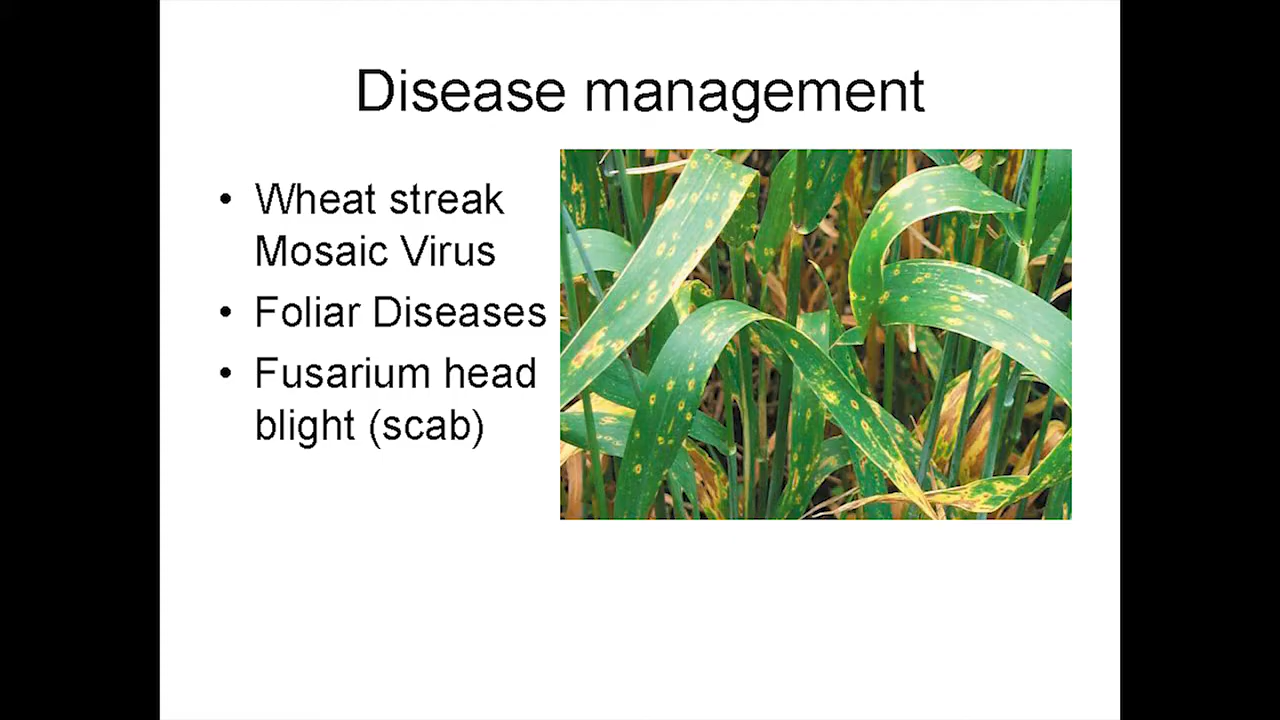 Disease management
• Wheat streak
Mosaic Virus
• Foliar Diseases
• Fusarium head
blight (scab)